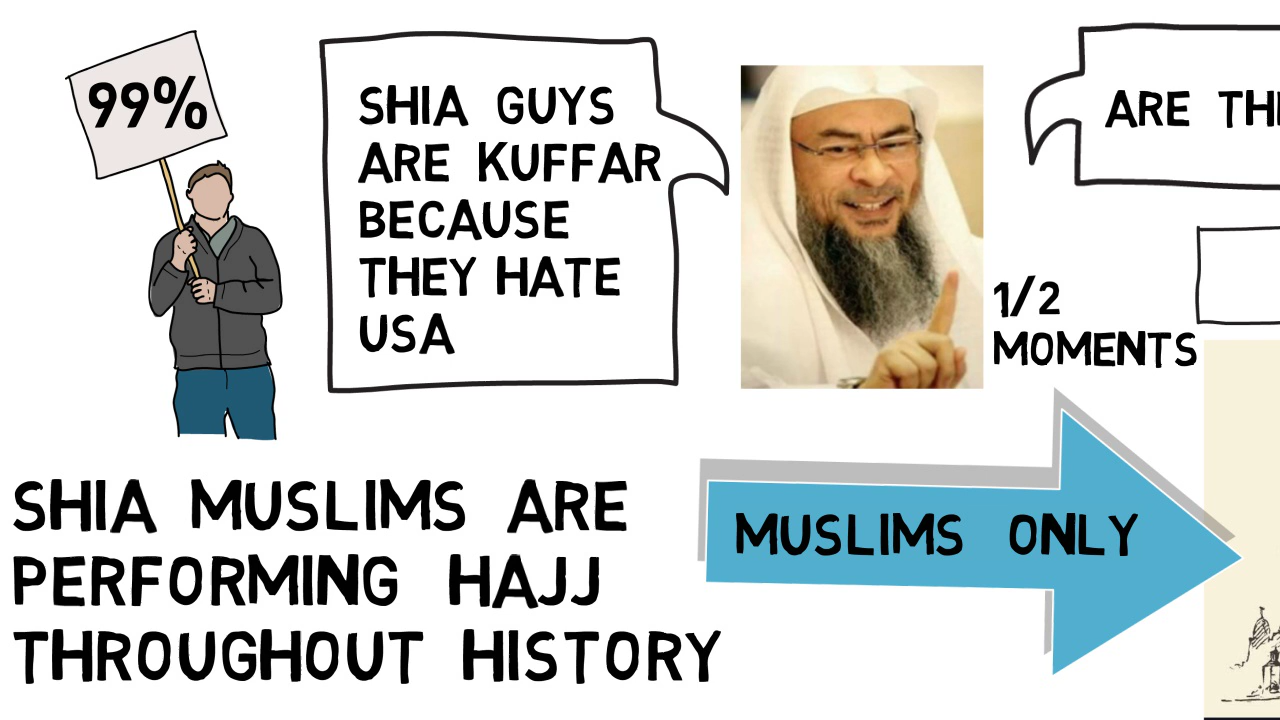 99%
SHIA GUYS
ARE KUFFAR
BECAUSE
THEY HATE
USA
ARE
1/2
MOMENTS
SHIA MUSLIMS ARE
PERFORMING HAJJ
THROUGHOUT HISTORY
MUSLIMS ONLY